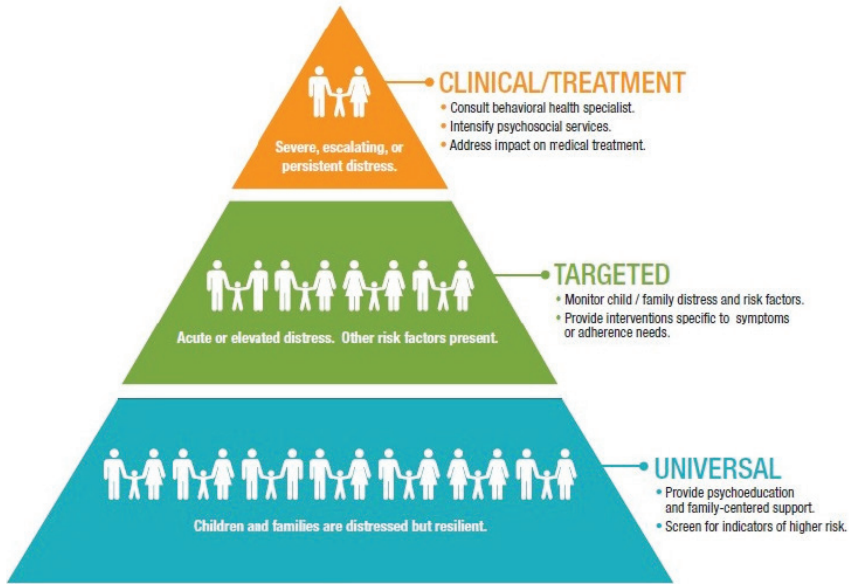 CLINICAL/TREATMENT
• Consult behavioral health specialist.
• Intensify psychosocial services.
• Address impact on medical treatment.
Severe, escalating, or
persistent distress.
TARGETED
• Monitor child / family distress and risk factors.
• Provide interventions specific to symptoms
or adherence needs.
Acute or elevated distress. Other risk factors present.
UNIVERSAL
• Provide psychoeducation
and family-centered support.
• Screen for indicators of higher risk.
Children and families are distressed but resilient.